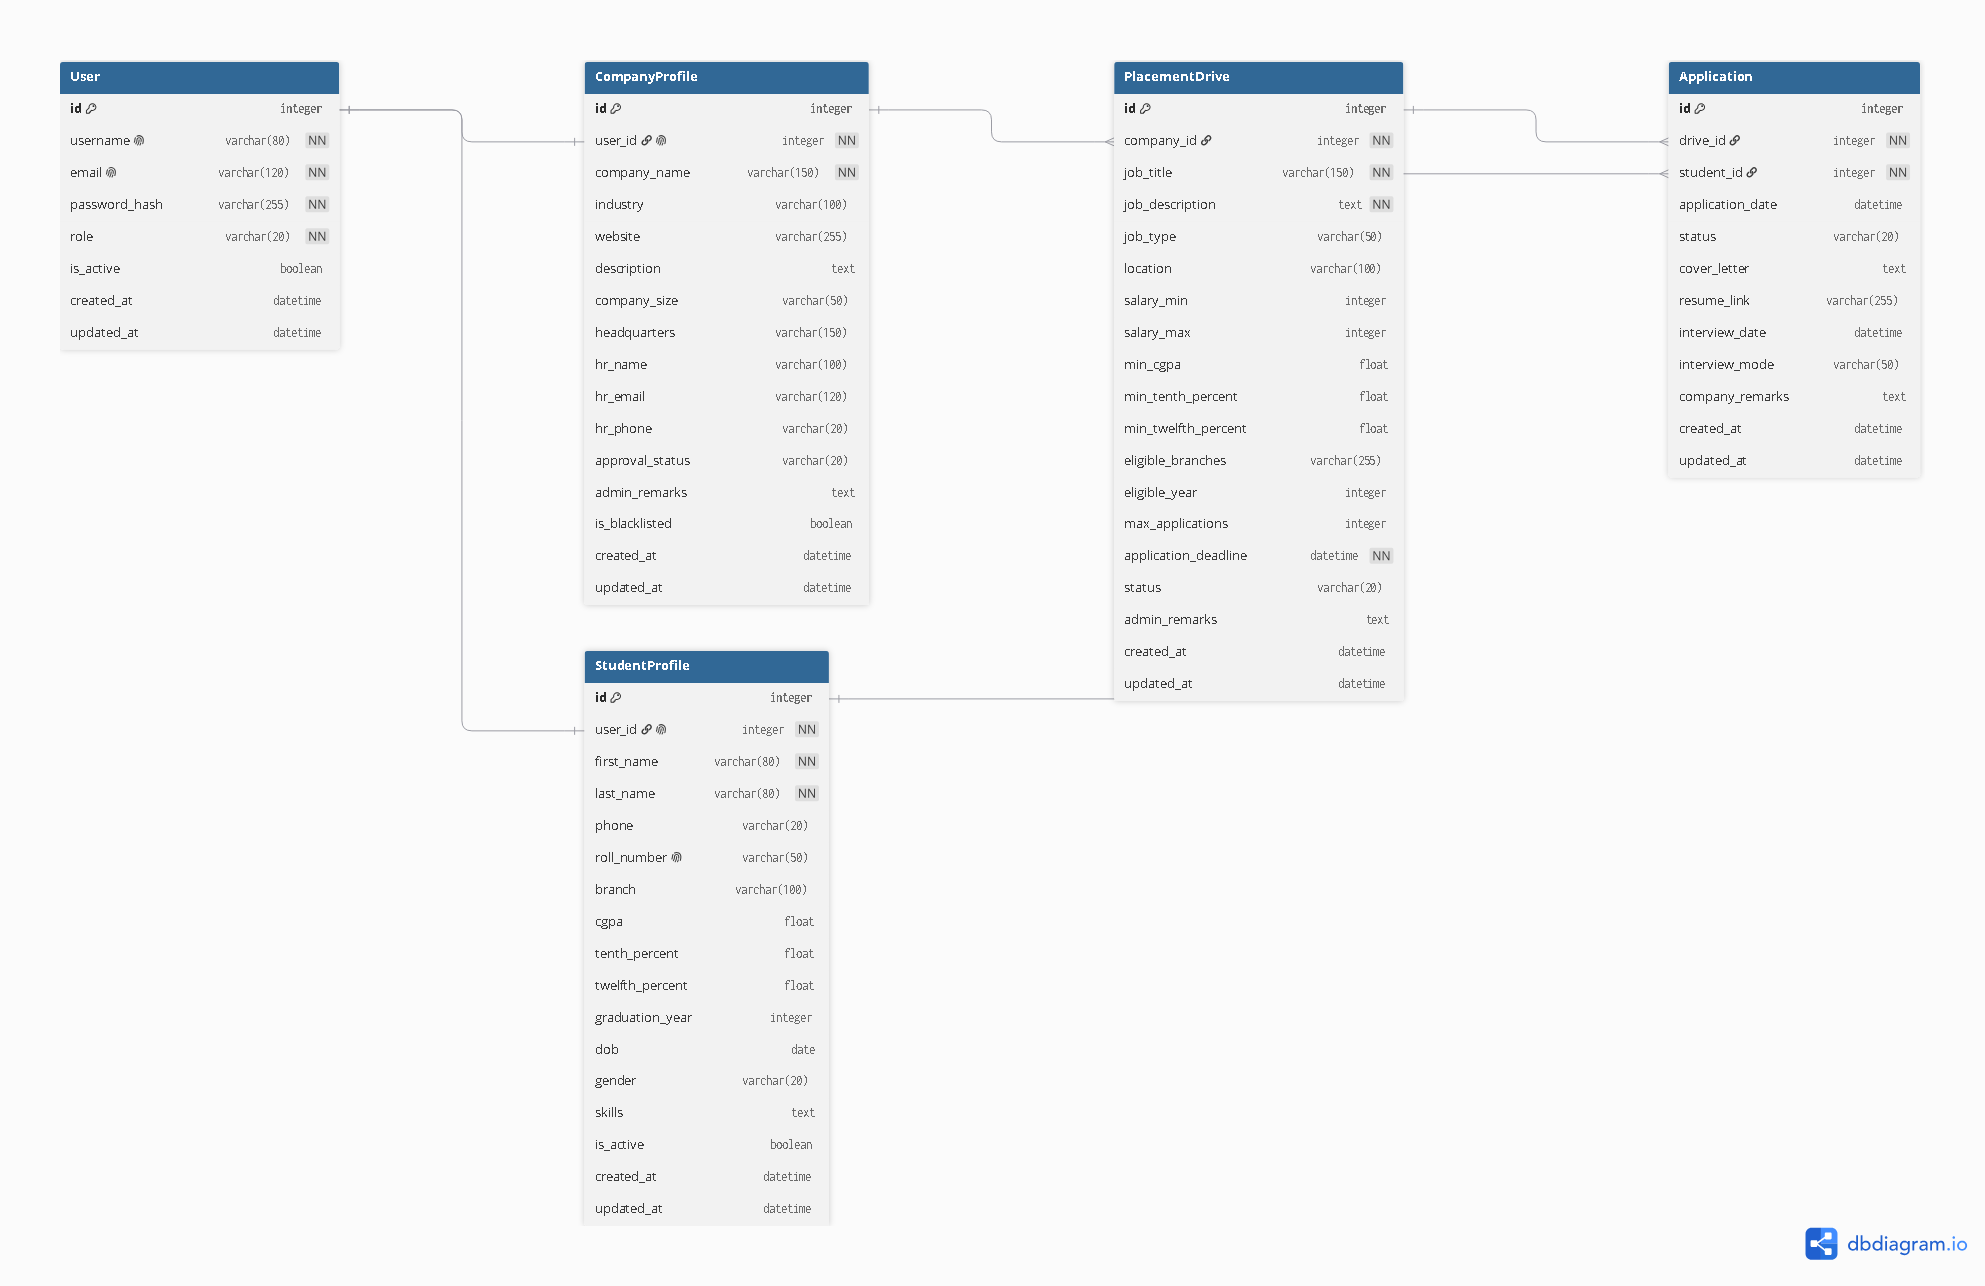 User
id integer
username varchar(80) NN
email varchar(120) NN
password_hash varchar(255) NN
role varchar(20) NN
is_active boolean
created_at datetime
updated_at datetime
CompanyProfile
id integer
user_id integer NN
company_name varchar(150) NN
industry varchar(100)
website varchar(255)
description text
company_size varchar(50)
headquarters varchar(150)
hr_name varchar(100)
hr_email varchar(120)
hr_phone varchar(20)
approval_status varchar(20)
admin_remarks text
is_blacklisted boolean
created_at datetime
updated_at datetime
StudentProfile
id integer
user_id integer NN
first_name varchar(80) NN
last_name varchar(80) NN
phone varchar(20)
roll_number varchar(50)
branch varchar(100)
cgpa float
tenth_percent float
twelfth_percent float
graduation_year integer
dob date
gender varchar(20)
skills text
is_active boolean
created_at datetime
updated_at datetime
PlacementDrive
id integer
company_id integer NN
job_title varchar(150) NN
job_description text NN
job_type varchar(50)
location varchar(100)
salary_min integer
salary_max integer
min_cgpa float
min_tenth_percent float
min_twelfth_percent float
eligible_branches varchar(255)
eligible_year integer
max_applications integer
application_deadline datetime NN
status varchar(20)
admin_remarks text
created_at datetime
updated_at datetime
Application
id integer
drive_id integer NN
student_id integer NN
application_date datetime
status varchar(20)
cover_letter text
resume_link varchar(255)
interview_date datetime
interview_mode varchar(50)
company_remarks text
created_at datetime
updated_at datetime
dbdiagram.io